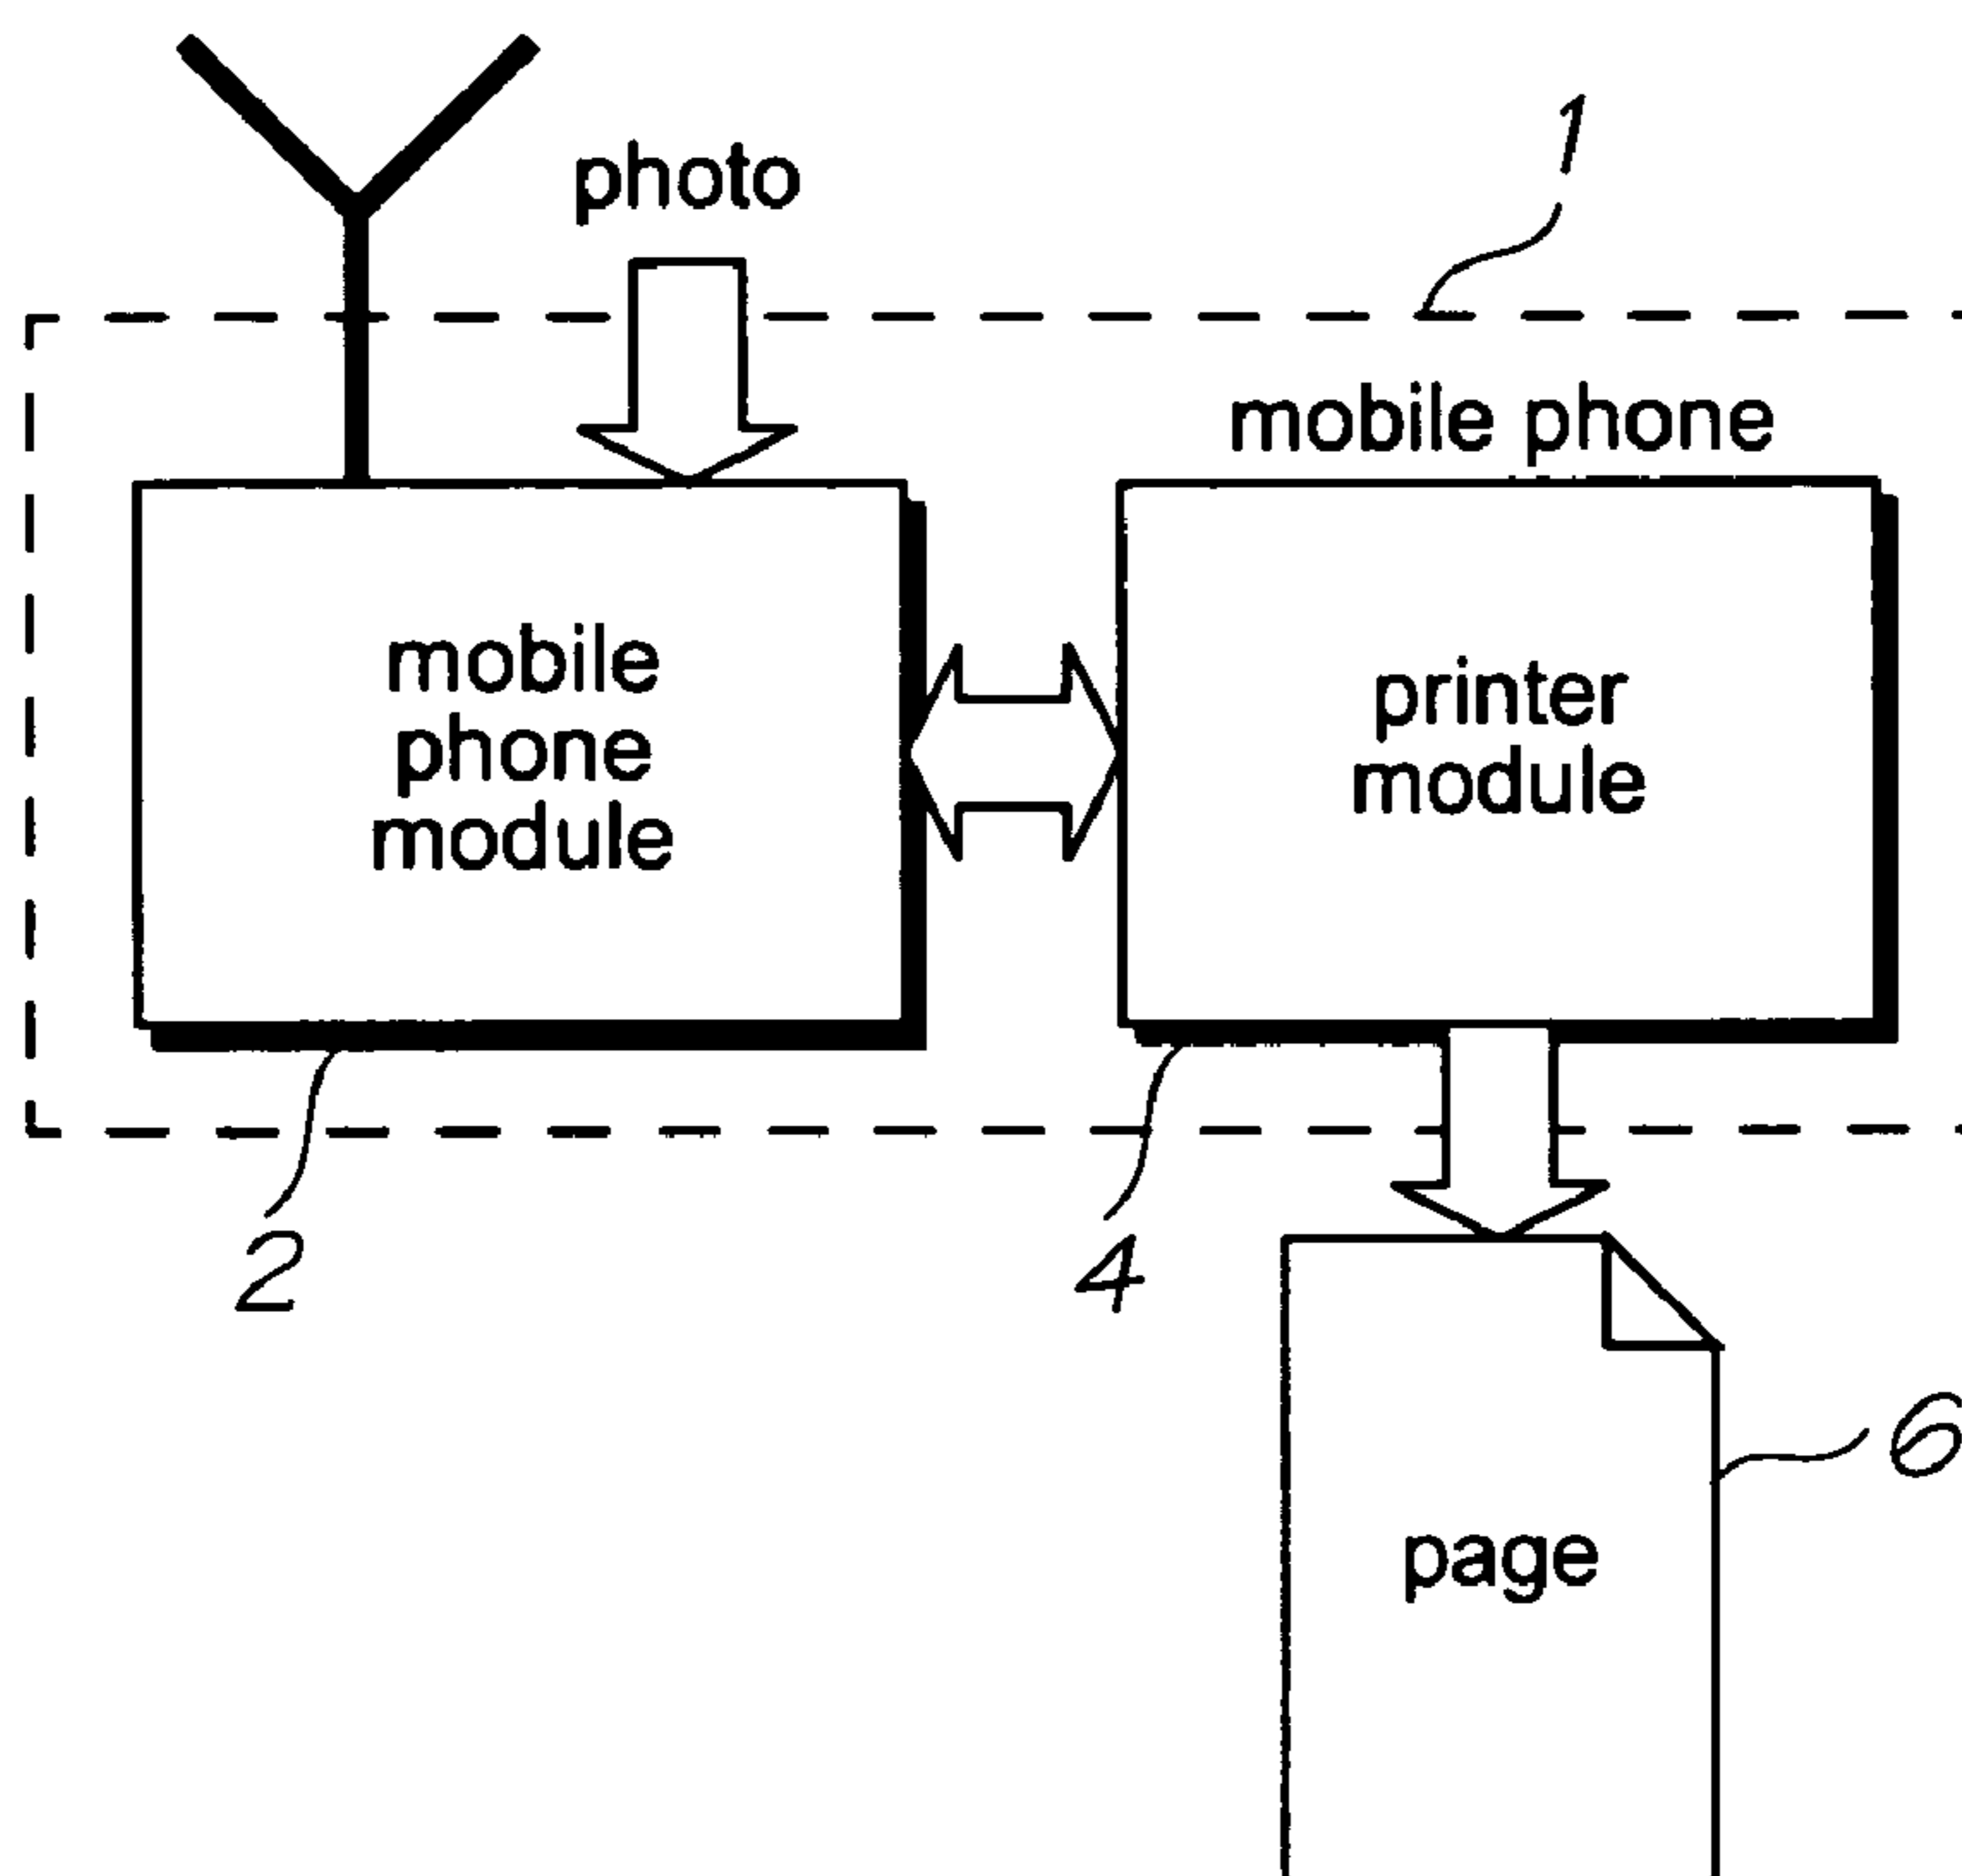 photo
1
mobile phone
mobile
phone
module
printer
module
2
4
6
page